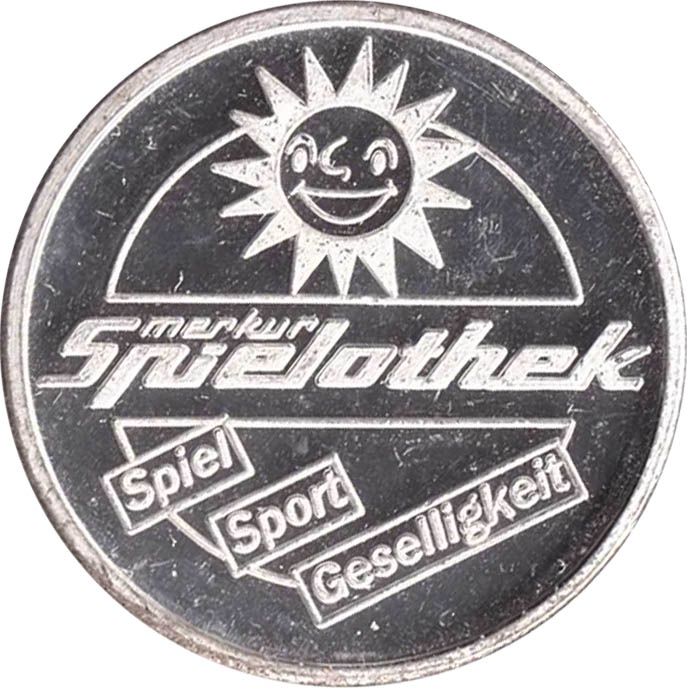 merkur
Spielothek
Spiel
Sport
Geselligkeit